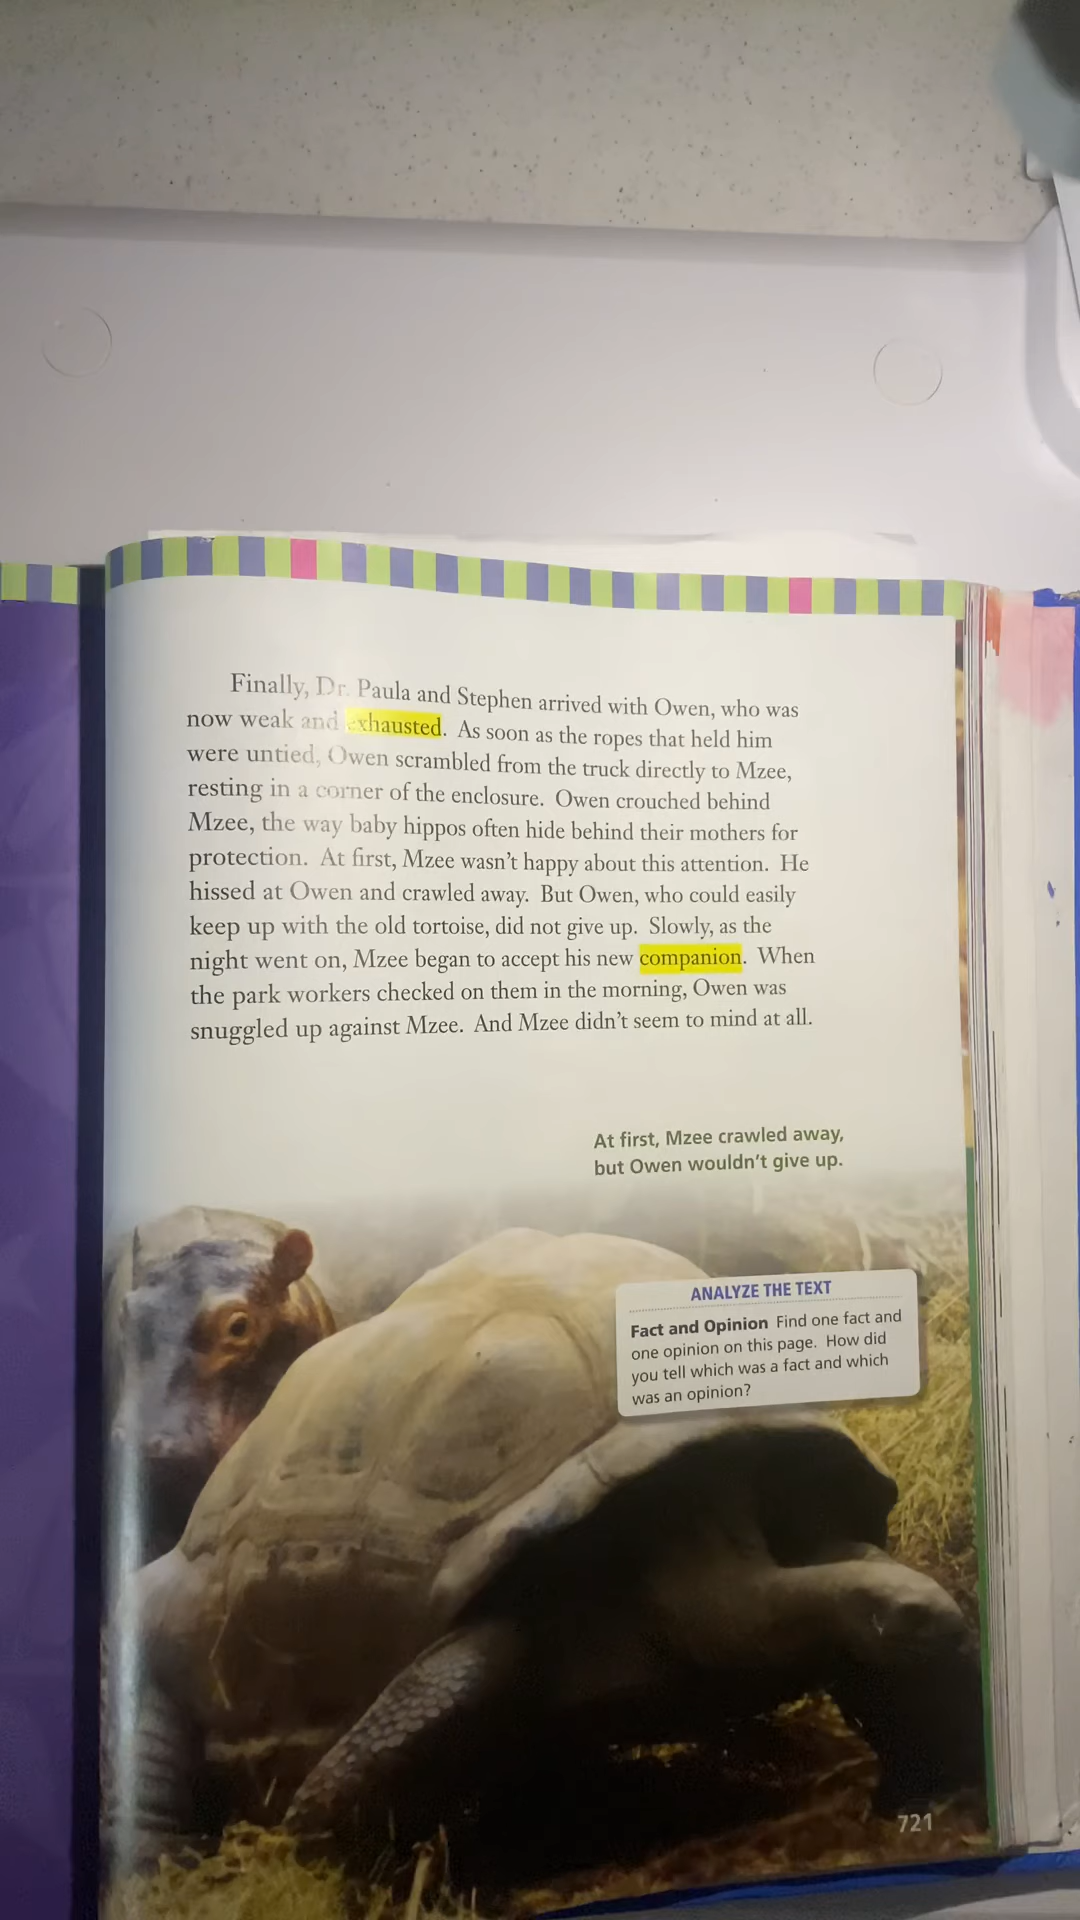 Finally, Dr. Paula and Stephen arrived with Owen, who was
now weak and exhausted. As soon as the ropes that held him
were untied, Owen scrambled from the truck directly to Mzee,
resting in a corner of the enclosure. Owen crouched behind
Mzee, the way baby hippos often hide behind their mothers for
protection. At first, Mzee wasn't happy about this attention. He
hissed at Owen and crawled away. But Owen, who could easily
keep up with the old tortoise, did not give up. Slowly, as the
night went on, Mzee began to accept his new companion. When
the park workers checked on them in the morning, Owen was
snuggled up against Mzee. And Mzee didn't seem to mind at all.
At first, Mzee crawled away,
but Owen wouldn't give up.
ANALYZE THE TEXT
Fact and Opinion Find one fact and
one opinion on this page. How did
you tell which was a fact and which
was an opinion?
721